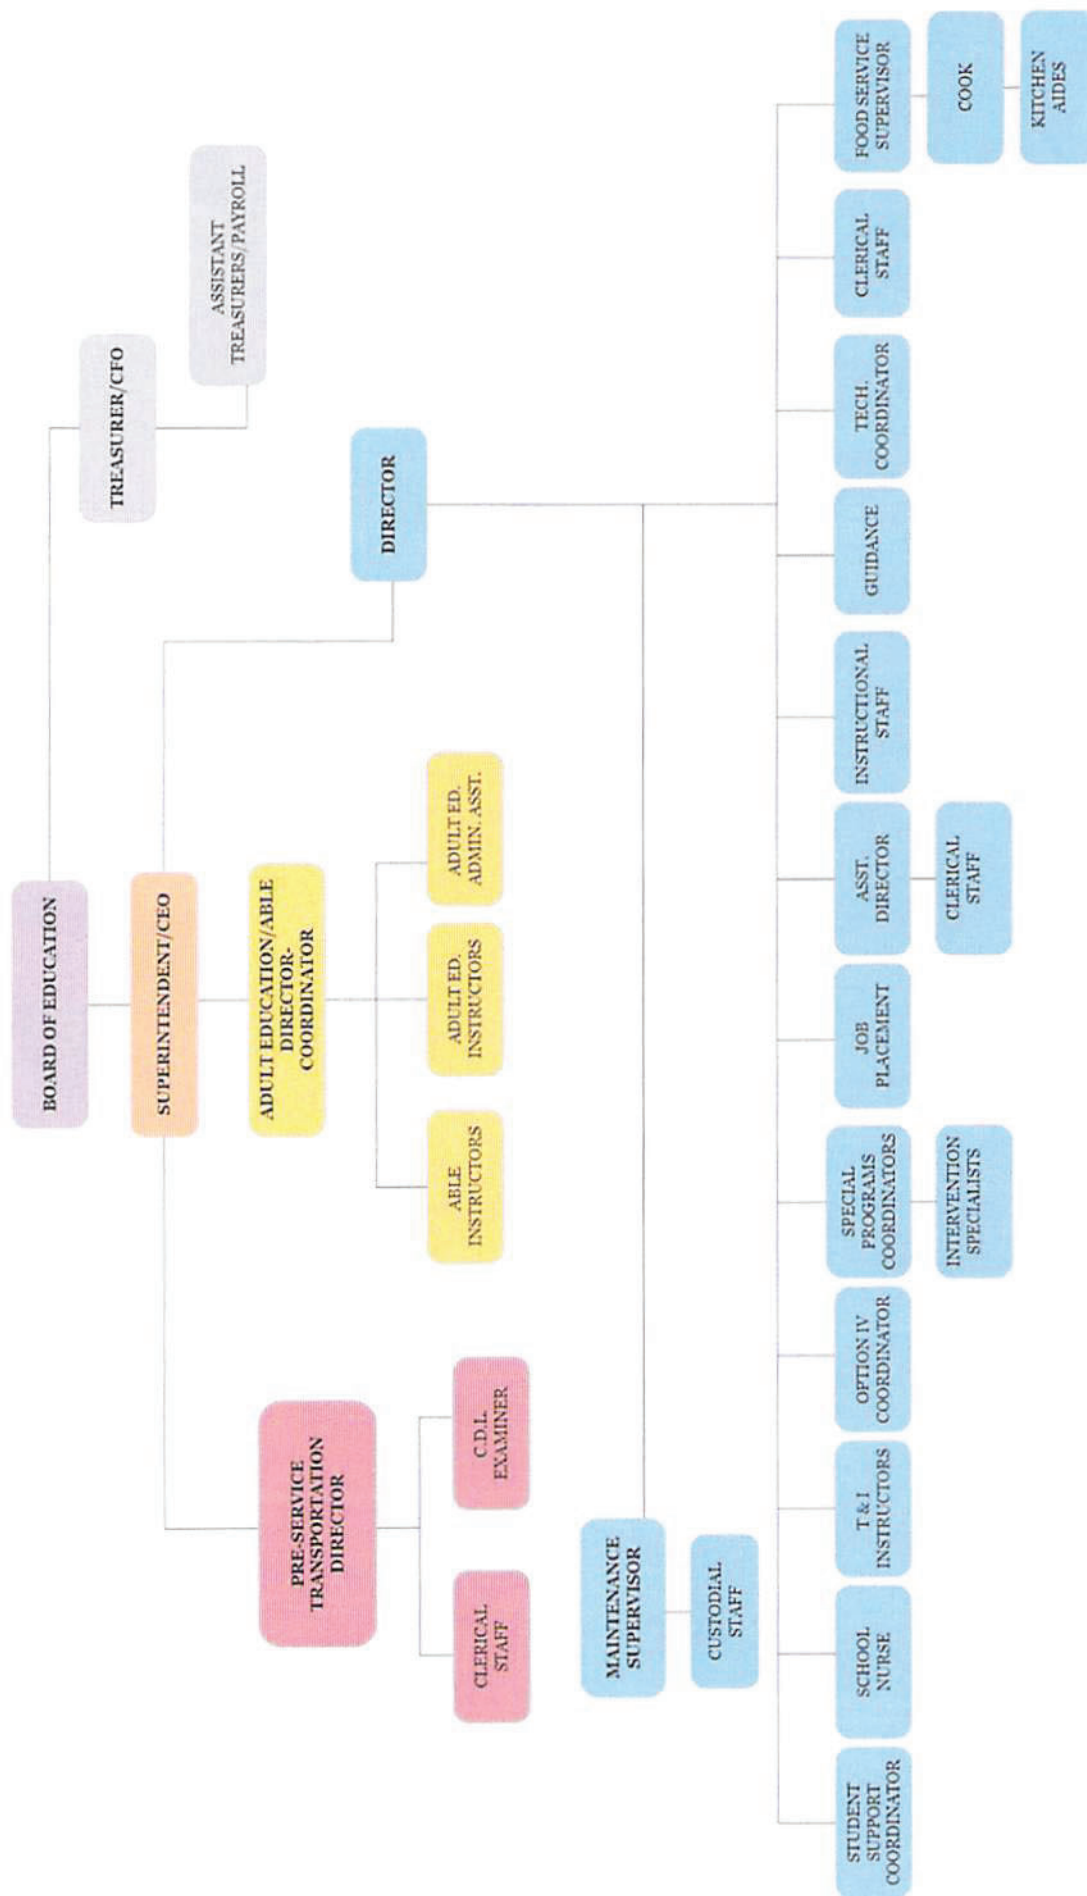 BOARD OF EDUCATION
SUPERINTENDENT/CEO
TREASURER/CFO
ASSISTANT
TREASURERS/PAYROLL
PRE-SERVICE
TRANSPORTATION
DIRECTOR
CLERICAL
STAFF
C.D.L.
EXAMINER
ADULT EDUCATION/ABLE
DIRECTOR-
COORDINATOR
ABLE
INSTRUCTORS
ADULT ED.
INSTRUCTORS
ADULT ED.
ADMIN. ASST.
DIRECTOR
MAINTENANCE
SUPERVISOR
CUSTODIAL
STAFF
STUDENT
SUPPORT
COORDINATOR
SCHOOL
NURSE
T & I
INSTRUCTORS
OPTION IV
COORDINATOR
SPECIAL
PROGRAMS
COORDINATORS
INTERVENTION
SPECIALISTS
JOB
PLACEMENT
ASST.
DIRECTOR
CLERICAL
STAFF
INSTRUCTIONAL
STAFF
GUIDANCE
TECH.
COORDINATOR
CLERICAL
STAFF
FOOD SERVICE
SUPERVISOR
COOK
KITCHEN
AIDES